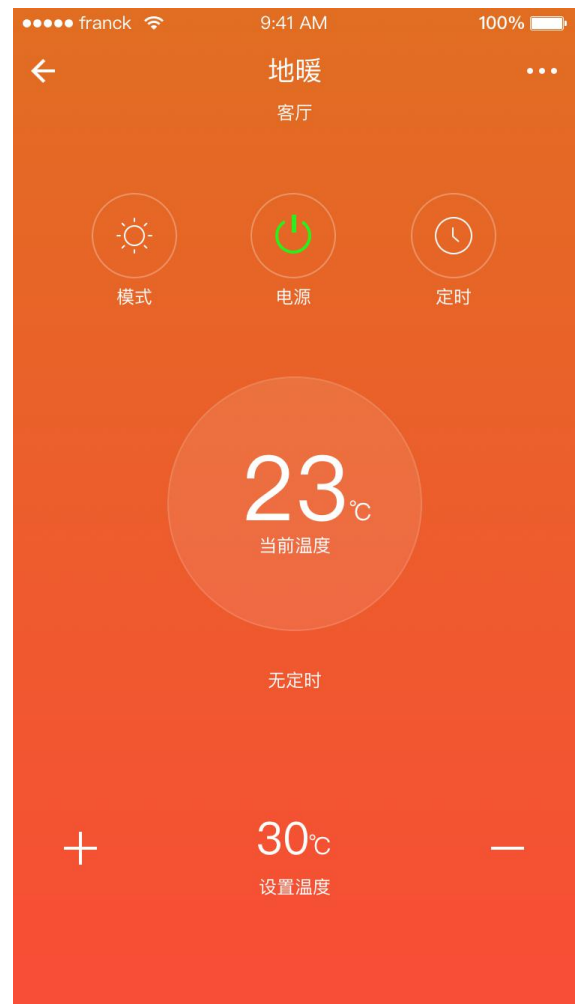 franck 9:41 AM 100%
地暖
客厅
模式 电源 定时
23℃
当前温度
无定时
30℃
设置温度